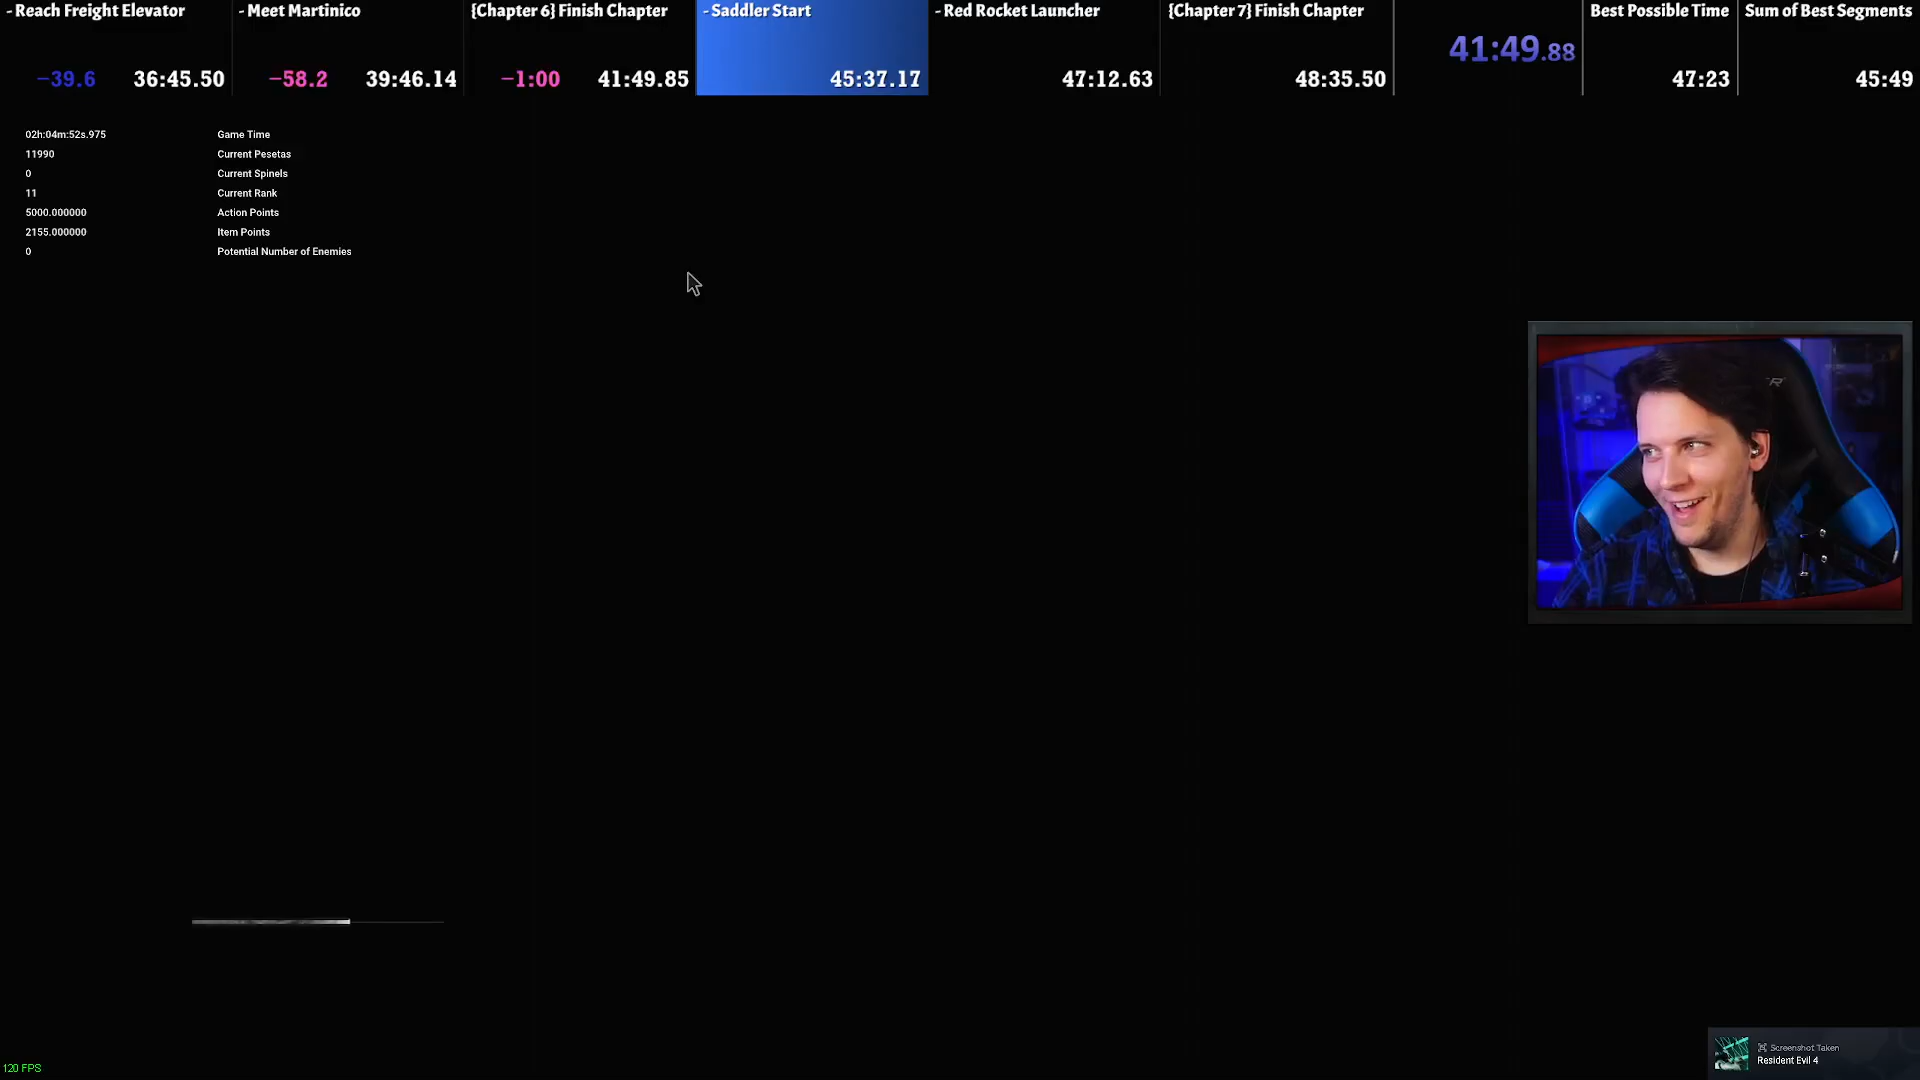 - Reach Freight Elevator
−39.6 36:45.50
- Meet Martinico
−58.2 39:46.14
{Chapter 6} Finish Chapter
−1:00 41:49.85
- Saddler Start
45:37.17
- Red Rocket Launcher
47:12.63
{Chapter 7} Finish Chapter
48:35.50
41:49.88
Best Possible Time
47:23
Sum of Best Segments
45:49
02h:04m:52s.975 Game Time
11990 Current Pesetas
0 Current Spinels
11 Current Rank
5000.000000 Action Points
2155.000000 Item Points
0 Potential Number of Enemies
Screenshot Taken
Resident Evil 4
120 FPS